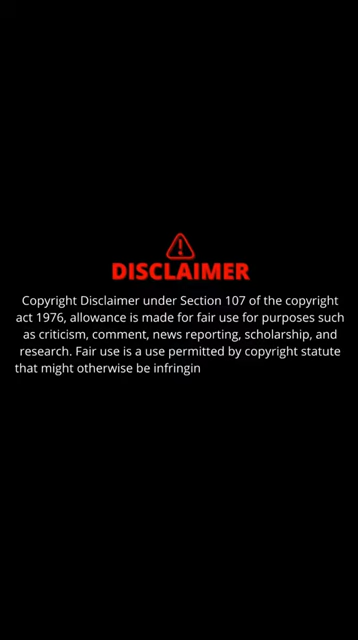 DISCLAIMER
Copyright Disclaimer under Section 107 of the copyright
act 1976, allowance is made for fair use for purposes such
as criticism, comment, news reporting, scholarship, and
research. Fair use is a use permitted by copyright statute
that might otherwise be infringin